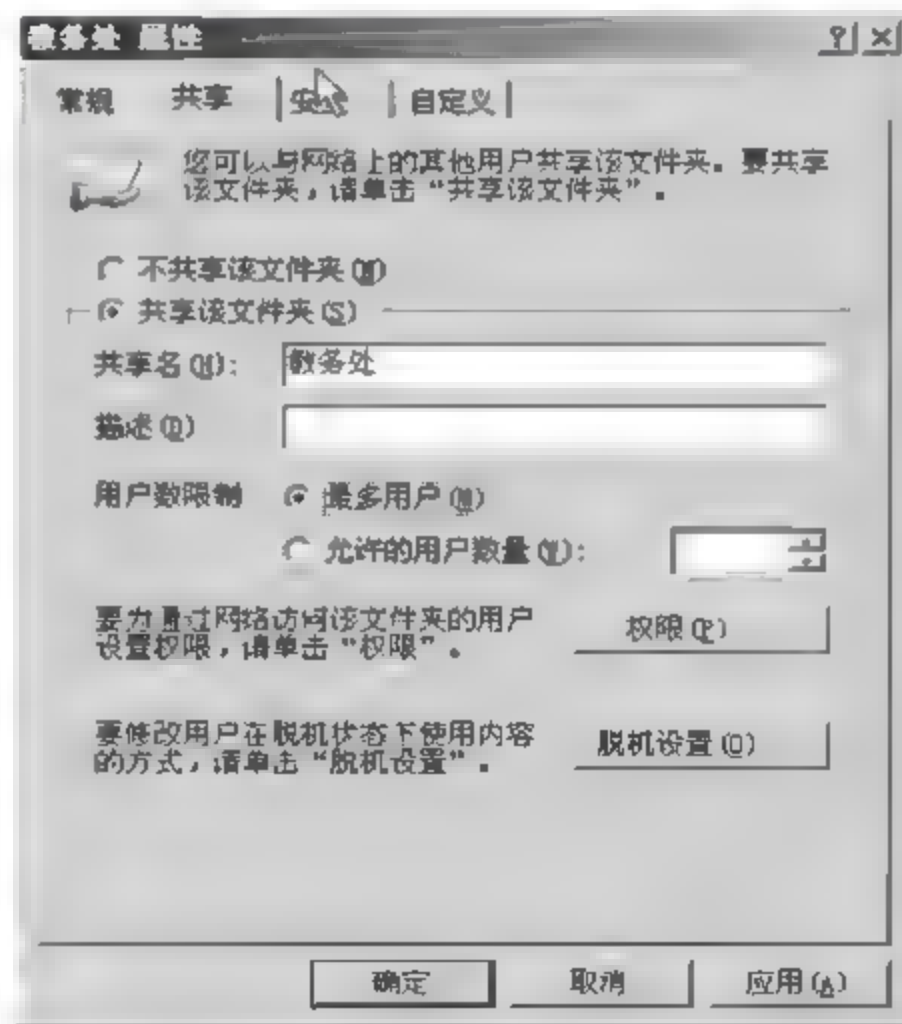 教务处 属性
常规 共享 安全 自定义
您可以与网络上的其他用户共享该文件夹。要共享
该文件夹，请单击“共享该文件夹”。
不共享该文件夹(N)
共享该文件夹(S)
共享名(H):
教务处
描述(D)
用户数限制 最多用户(M)
允许的用户数量(W):
要为通过网络访问该文件夹的用户
设置权限，请单击“权限”。
权限(P)
要修改用户在脱机状态下使用内容
的方式，请单击“脱机设置”。
脱机设置(O)
确定 取消 应用(A)